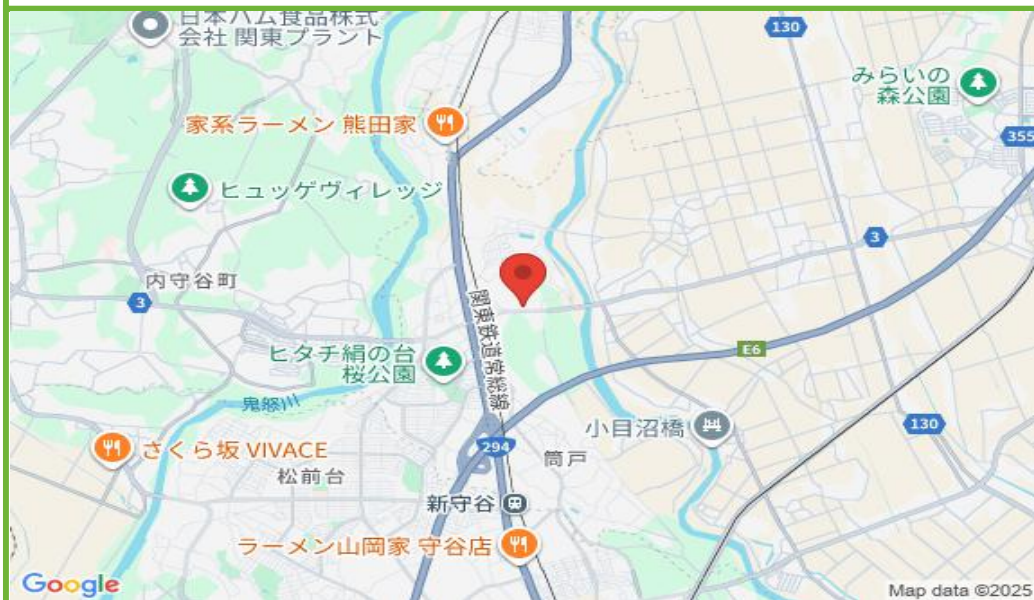 日本ハム食品株式
会社 関東プラント
130
みらいの
森公園
家系ラーメン 熊田家
355
ヒュッゲヴィレッジ
3
内守谷町
3
関東鉄道常総線
ヒタチ絹の台
桜公園
E6
鬼怒川
小目沼橋
130
294
さくら坂 VIVACE
筒戸
松前台
新守谷
ラーメン山岡家 守谷店
Google
Map data ©2025